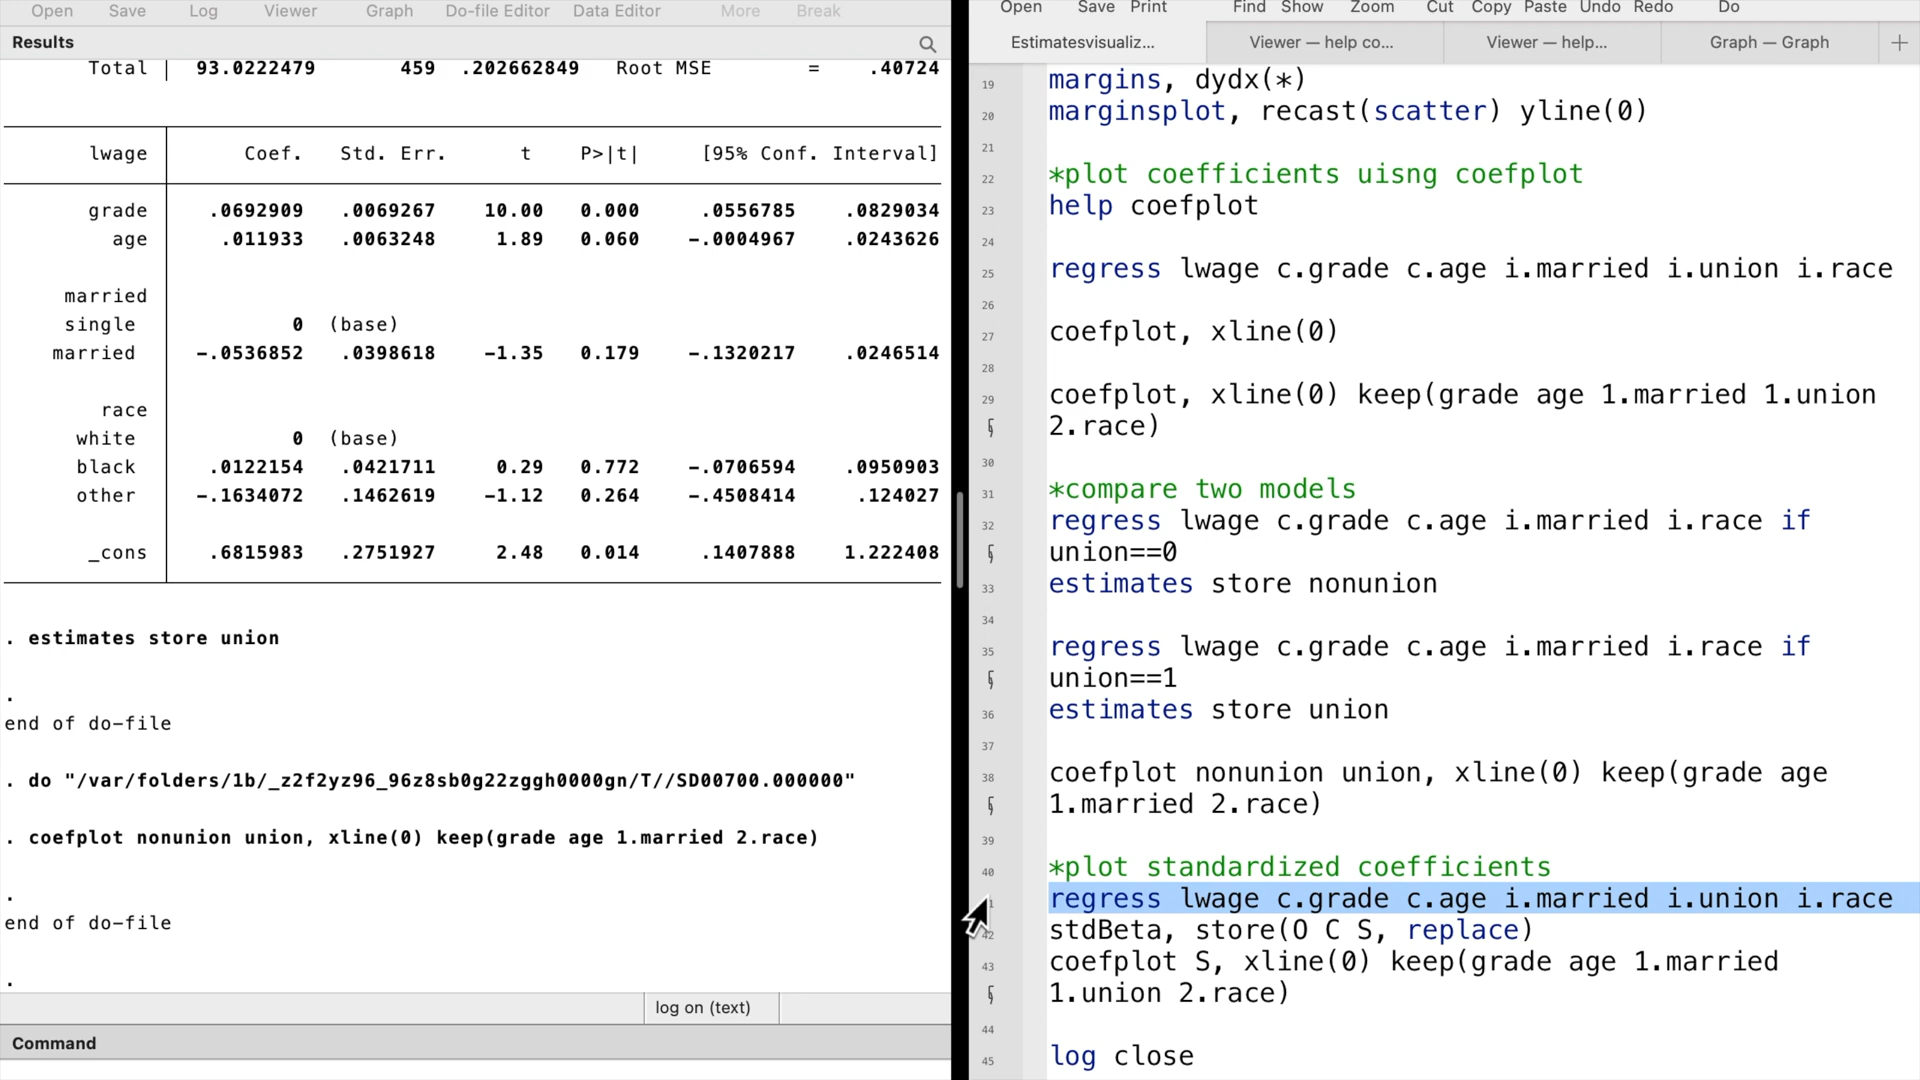 Open Save Log Viewer Graph Do-file Editor Data Editor More Break
Results
Total 93.0222479 459 .202662849 Root MSE = .40724
lwage Coef. Std. Err. t P>|t| [95% Conf. Interval]
grade .0692909 .0069267 10.00 0.000 .0556785 .0829034
age .011933 .0063248 1.89 0.060 -.0004967 .0243626
married
single 0 (base)
married -.0536852 .0398618 -1.35 0.179 -.1320217 .0246514
race
white 0 (base)
black .0122154 .0421711 0.29 0.772 -.0706594 .0950903
other -.1634072 .1462619 -1.12 0.264 -.4508414 .124027
_cons .6815983 .2751927 2.48 0.014 .1407888 1.222408
. estimates store union
.
end of do-file
. do "/var/folders/1b/_z2f2yz96_96z8sb0g22zggh0000gn/T//SD00700.000000"
. coefplot nonunion union, xline(0) keep(grade age 1.married 2.race)
.
end of do-file
.
log on (text)
Command
Open Save Print Find Show Zoom Cut Copy Paste Undo Redo Do
Estimatesvisualiz... Viewer — help co... Viewer — help... Graph — Graph
19 margins, dydx(*)
20 marginsplot, recast(scatter) yline(0)
21
22 *plot coefficients uisng coefplot
23 help coefplot
24
25 regress lwage c.grade c.age i.married i.union i.race
26
27 coefplot, xline(0)
28
29 coefplot, xline(0) keep(grade age 1.married 1.union
2.race)
30
31 *compare two models
32 regress lwage c.grade c.age i.married i.race if
union==0
33 estimates store nonunion
34
35 regress lwage c.grade c.age i.married i.race if
union==1
36 estimates store union
37
38 coefplot nonunion union, xline(0) keep(grade age
1.married 2.race)
39
40 *plot standardized coefficients
regress lwage c.grade c.age i.married i.union i.race
42 stdBeta, store(O C S, replace)
43 coefplot S, xline(0) keep(grade age 1.married
1.union 2.race)
44
45 log close